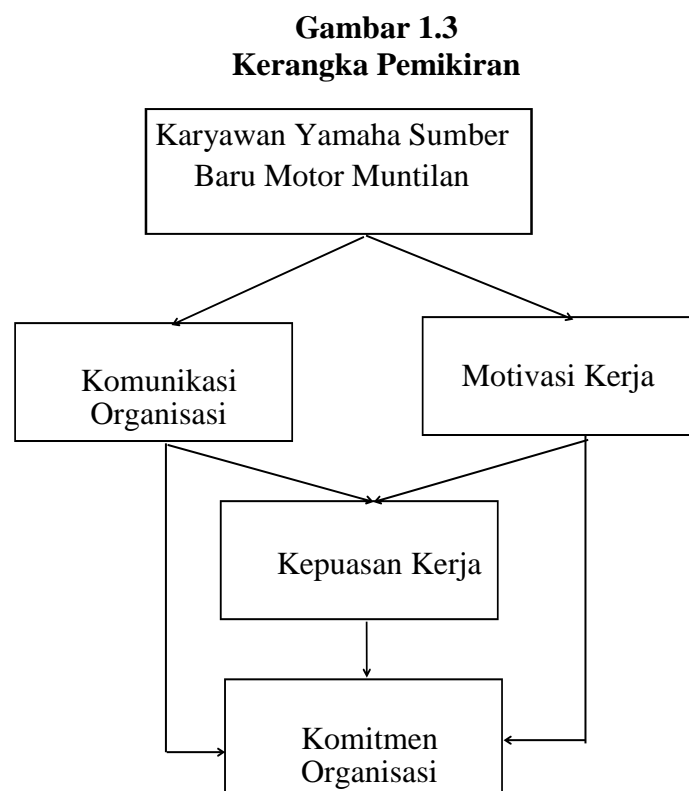 Gambar 1.3
Kerangka Pemikiran
Karyawan Yamaha Sumber
Baru Motor Muntilan
Komunikasi
Organisasi
Motivasi Kerja
Kepuasan Kerja
Komitmen
Organisasi